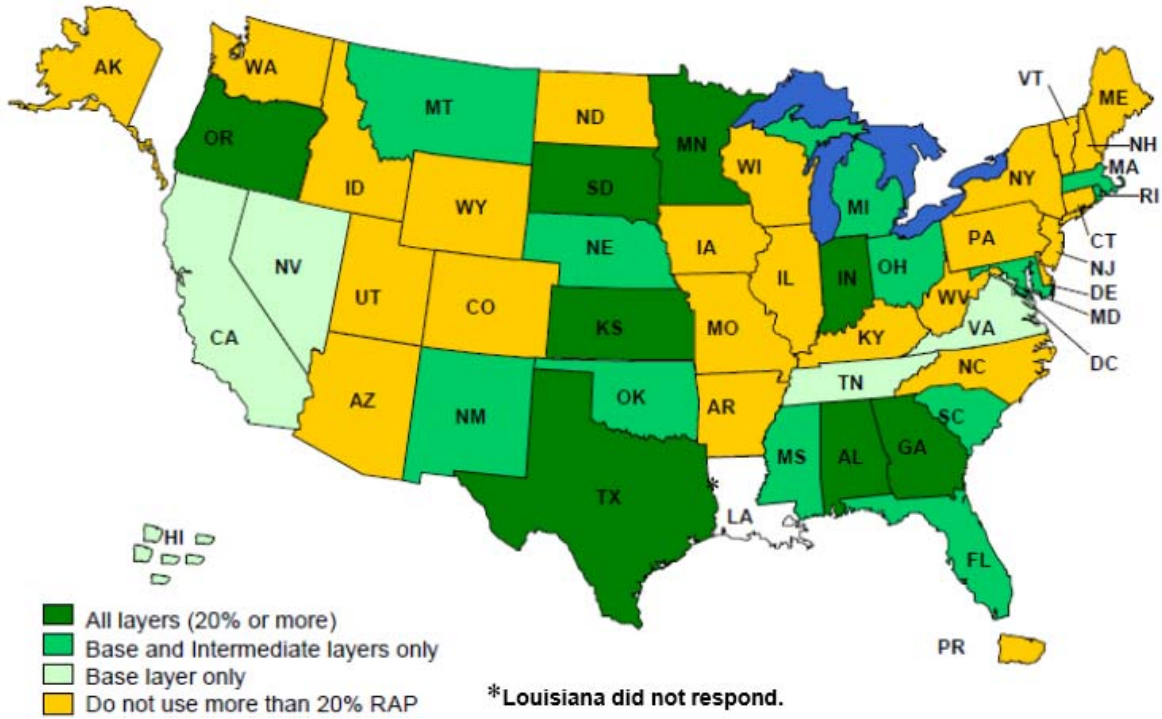 AK
WA
OR
CA
NV
ID
MT
WY
UT
CO
AZ
NM
ND
SD
NE
KS
OK
TX
MN
IA
MO
AR
LA
WI
IL
MI
IN
OH
KY
TN
MS
AL
GA
FL
SC
NC
VA
WV
PA
NY
VT
ME
NH
MA
RI
CT
NJ
DE
MD
DC
HI
PR
*
All layers (20% or more)
Base and Intermediate layers only
Base layer only
Do not use more than 20% RAP
*Louisiana did not respond.